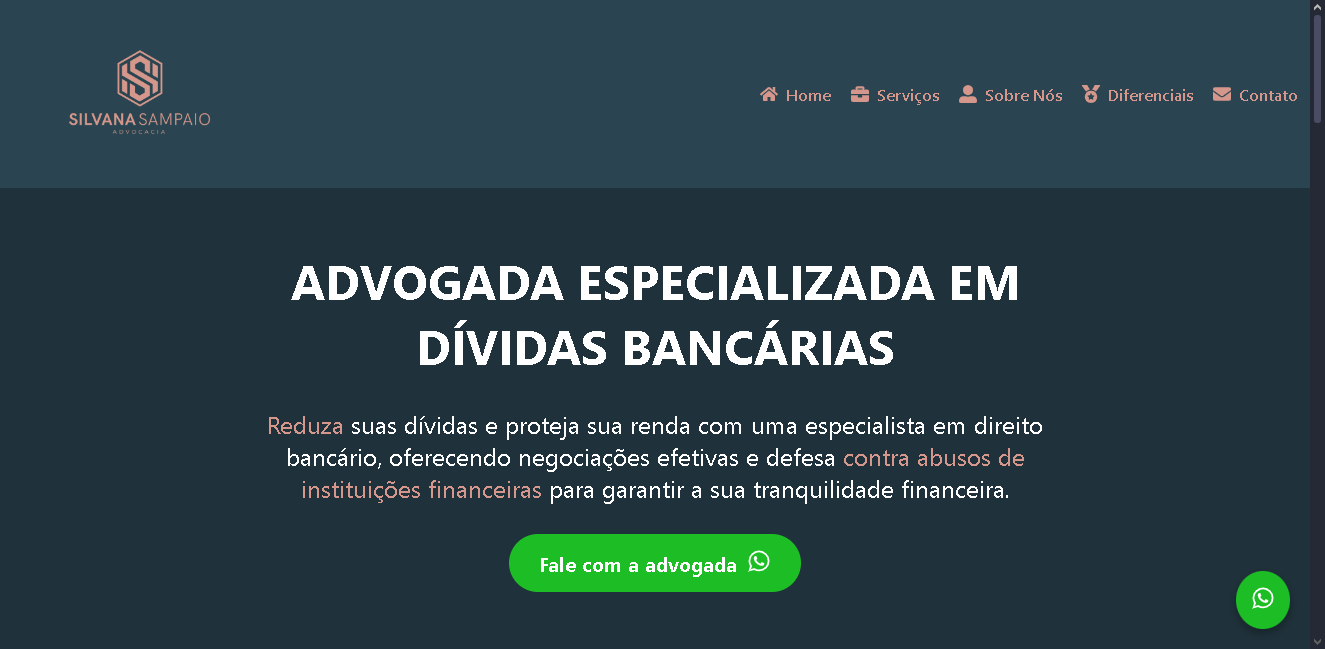 SILVANA SAMPAIO
ADVOCACIA
Home Serviços Sobre Nós Diferenciais Contato
ADVOGADA ESPECIALIZADA EM
DÍVIDAS BANCÁRIAS
Reduza suas dívidas e proteja sua renda com uma especialista em direito
bancário, oferecendo negociações efetivas e defesa contra abusos de
instituições financeiras para garantir a sua tranquilidade financeira.
Fale com a advogada